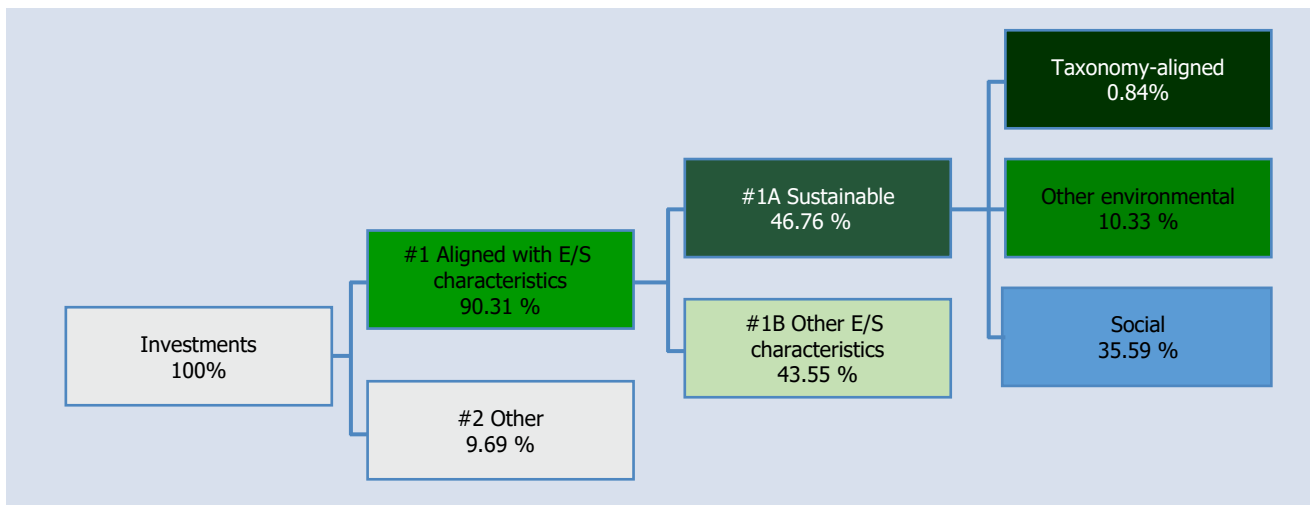 Investments
100%
#1 Aligned with E/S
characteristics
90.31 %
#2 Other
9.69 %
#1A Sustainable
46.76 %
#1B Other E/S
characteristics
43.55 %
Taxonomy-aligned
0.84%
Other environmental
10.33 %
Social
35.59 %